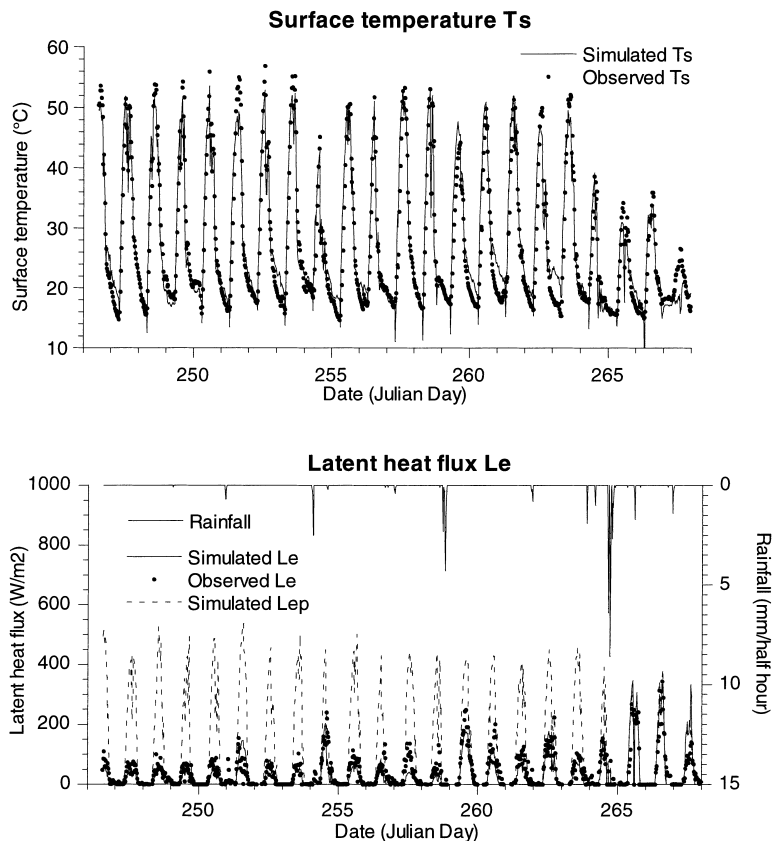 Surface temperature Ts
60
50
40
30
20
10
Surface temperature (°C)
Simulated Ts
Observed Ts
250
255
260
265
Date (Julian Day)
Latent heat flux Le
1000
800
600
400
200
0
Latent heat flux (W/m2)
Rainfall
Simulated Le
Observed Le
Simulated Lep
0
5
10
15
Rainfall (mm/half hour)
250
255
260
265
Date (Julian Day)